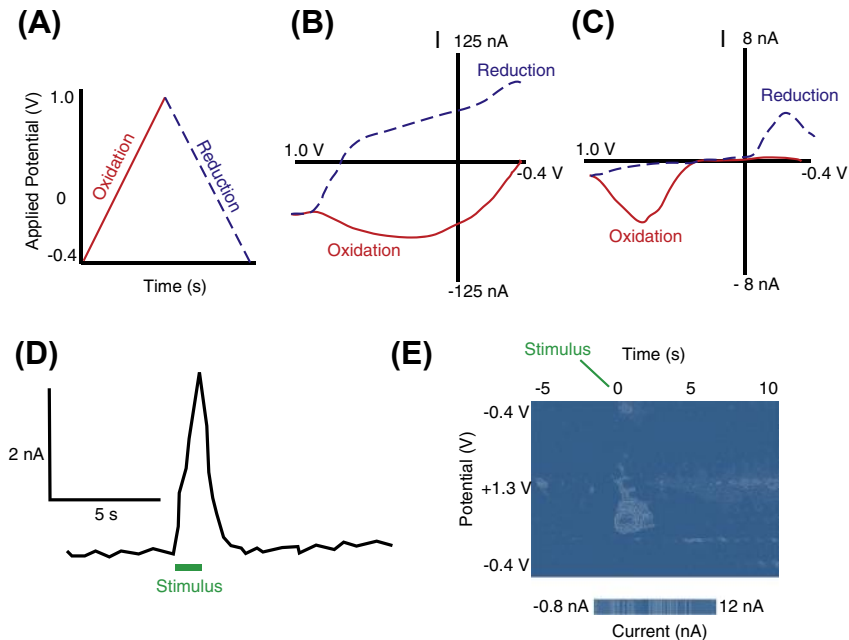 (A)
1.0
0
-0.4
Applied Potential (V)
Oxidation
Reduction
Time (s)
(B)
I 125 nA
Reduction
1.0 V
-0.4 V
Oxidation
-125 nA
(C)
I 8 nA
Reduction
1.0 V
-0.4 V
Oxidation
- 8 nA
(D)
2 nA
5 s
Stimulus
(E)
Stimulus
Time (s)
-5 0 5 10
-0.4 V
+1.3 V
-0.4 V
Potential (V)
-0.8 nA 12 nA
Current (nA)